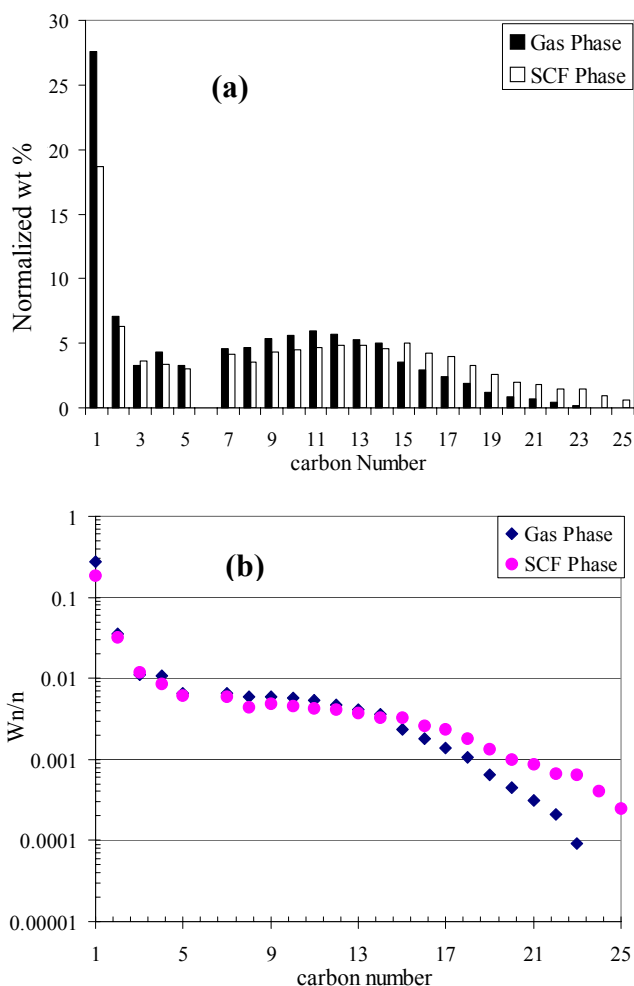 30
25
20
15
10
5
0
Normalized wt %
(a)
Gas Phase
SCF Phase
1 3 5 7 9 11 13 15 17 19 21 23 25
carbon Number
1
0.1
0.01
0.001
0.0001
0.00001
Wn/n
(b)
Gas Phase
SCF Phase
1 5 9 13 17 21 25
carbon number